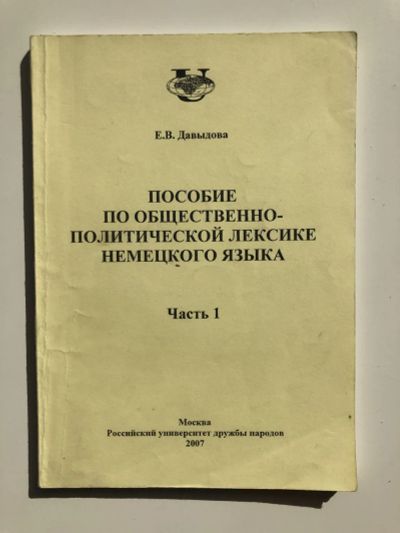 Е.В. Давыдова
ПОСОБИЕ
ПО ОБЩЕСТВЕННО-
ПОЛИТИЧЕСКОЙ ЛЕКСИКЕ
НЕМЕЦКОГО ЯЗЫКА
Часть 1
Москва
Российский университет дружбы народов
2007